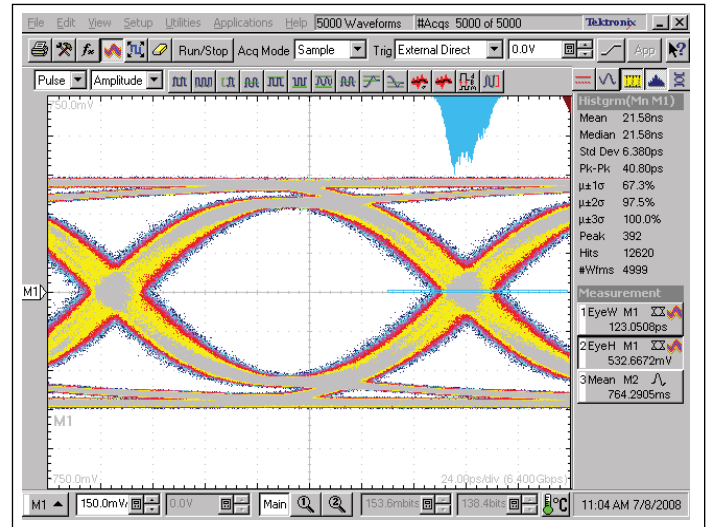 File Edit View Setup Utilities Applications Help 5000 Waveforms #Acqs 5000 of 5000 Tektronix
Run/Stop Acq Mode Sample Trig External Direct 0.0V App
Pulse Amplitude
750.0mV
Histgrm(Mn M1)
Mean 21.58ns
Median 21.58ns
Std Dev 6.380ps
Pk-Pk 40.80ps
µ±1σ 67.3%
µ±2σ 97.5%
µ±3σ 100.0%
Peak 392
Hits 12620
#Wfms 4999
M1
Measurement
1 EyeW M1
123.0508ps
2 EyeH M1
532.6672mV
3 Mean M2
764.2905ms
M1
-750.0mV
24.00ps/div (6.400Gbps)
M1 150.0mV/ 0.0V Main 1 2 153.6mbits 138.4bits °C 11:04 AM 7/8/2008